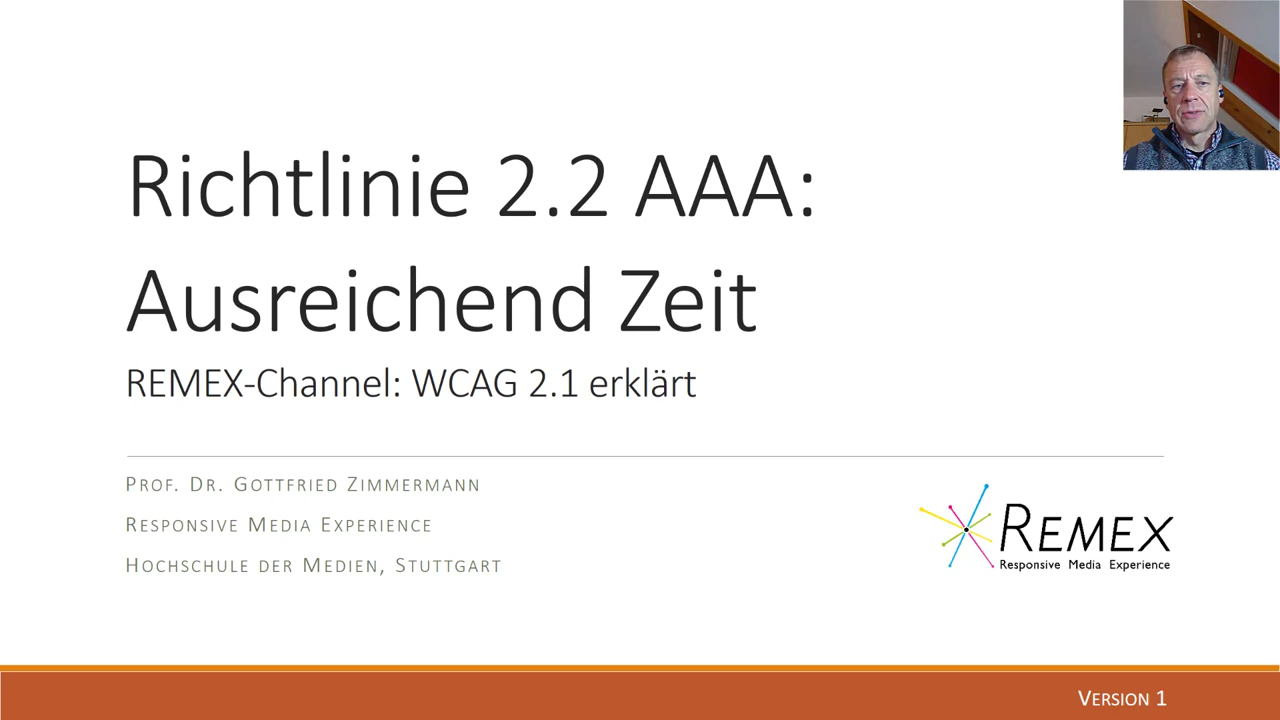 Richtlinie 2.2 AAA:
Ausreichend Zeit
REMEX-Channel: WCAG 2.1 erklärt
Prof. Dr. Gottfried Zimmermann
Responsive Media Experience
Hochschule der Medien, Stuttgart
Remex
Responsive Media Experience
Version 1